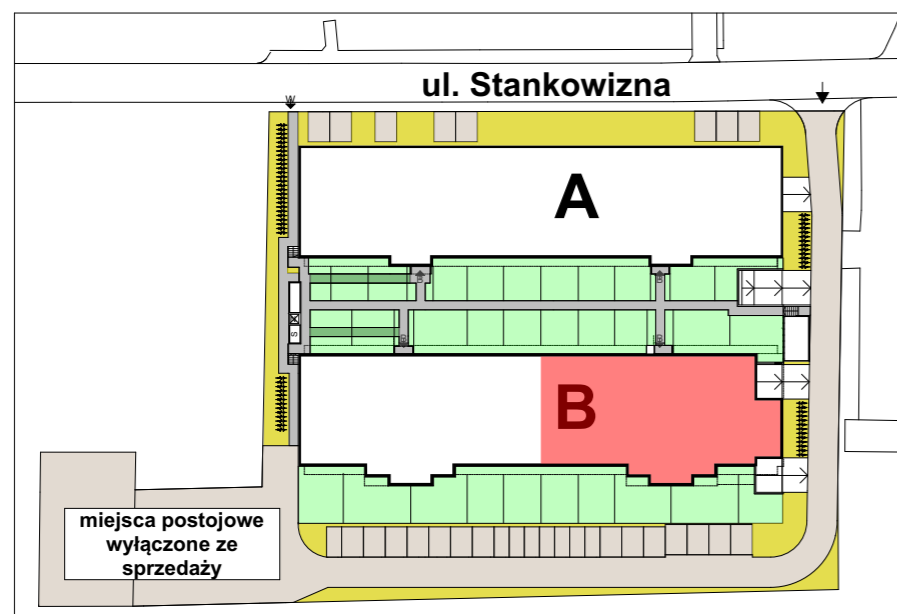 ul. Stankowizna
W
A
S
B
miejsca postojowe
wyłączone ze
sprzedaży